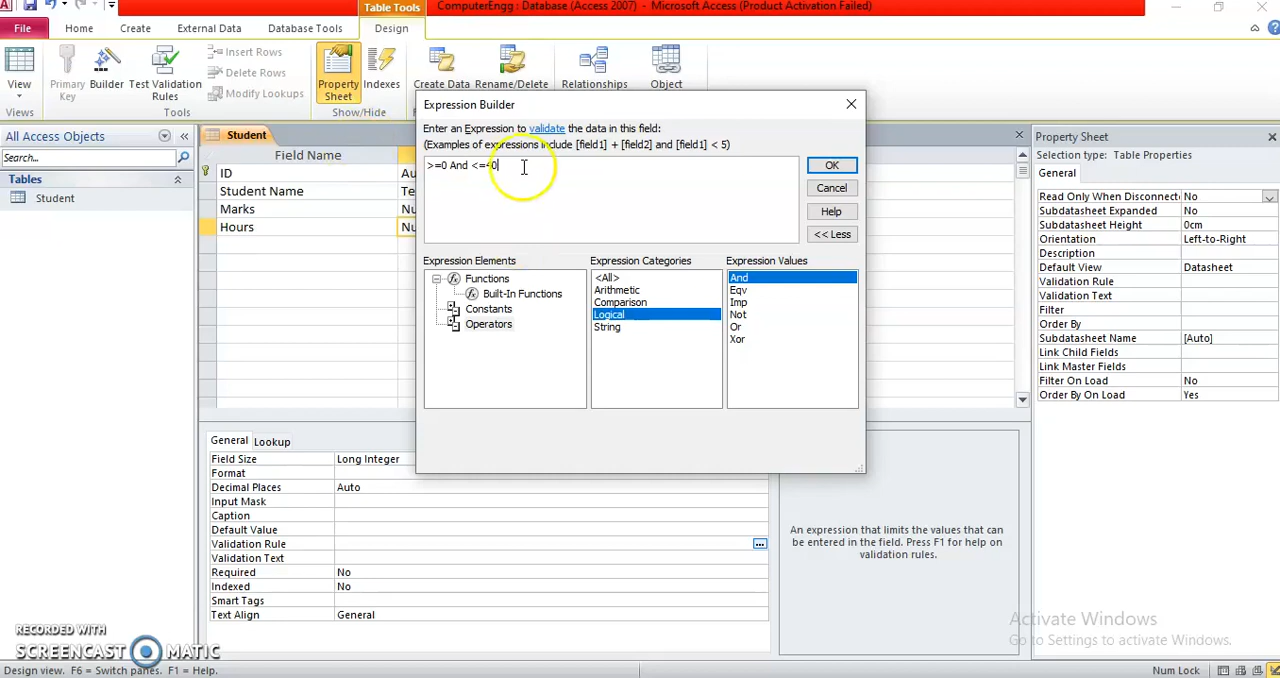 Table Tools
ComputerEngg : Database (Access 2007) - Microsoft Access (Product Activation Failed)
File Home Create External Data Database Tools Design
View Primary Key Builder Test Validation Rules
Insert Rows
Delete Rows
Modify Lookups
Property Sheet Indexes Create Data Rename/Delete Relationships Object
Views Tools Show/Hide
All Access Objects
Search...
Tables
Student
Student
Field Name
ID
Student Name
Marks
Hours
Expression Builder
Enter an Expression to validate the data in this field:
(Examples of expressions include [field1] + [field2] and [field1] < 5)
>=0 And <=40
OK
Cancel
Help
<< Less
Expression Elements Expression Categories Expression Values
Functions
Built-In Functions
Constants
Operators
<All>
Arithmetic
Comparison
Logical
String
And
Eqv
Imp
Not
Or
Xor
Property Sheet
Selection type: Table Properties
General
Read Only When Disconnect No
Subdatasheet Expanded No
Subdatasheet Height 0cm
Orientation Left-to-Right
Description
Default View Datasheet
Validation Rule
Validation Text
Filter
Order By
Subdatasheet Name [Auto]
Link Child Fields
Link Master Fields
Filter On Load No
Order By On Load Yes
General Lookup
Field Size Long Integer
Format
Decimal Places Auto
Input Mask
Caption
Default Value
Validation Rule
Validation Text
Required No
Indexed No
Smart Tags
Text Align General
An expression that limits the values that can
be entered in the field. Press F1 for help on
validation rules.
Activate Windows
Go to Settings to activate Windows.
RECORDED WITH
SCREENCAST MATIC
Design view. F6 = Switch panes. F1 = Help.
Num Lock